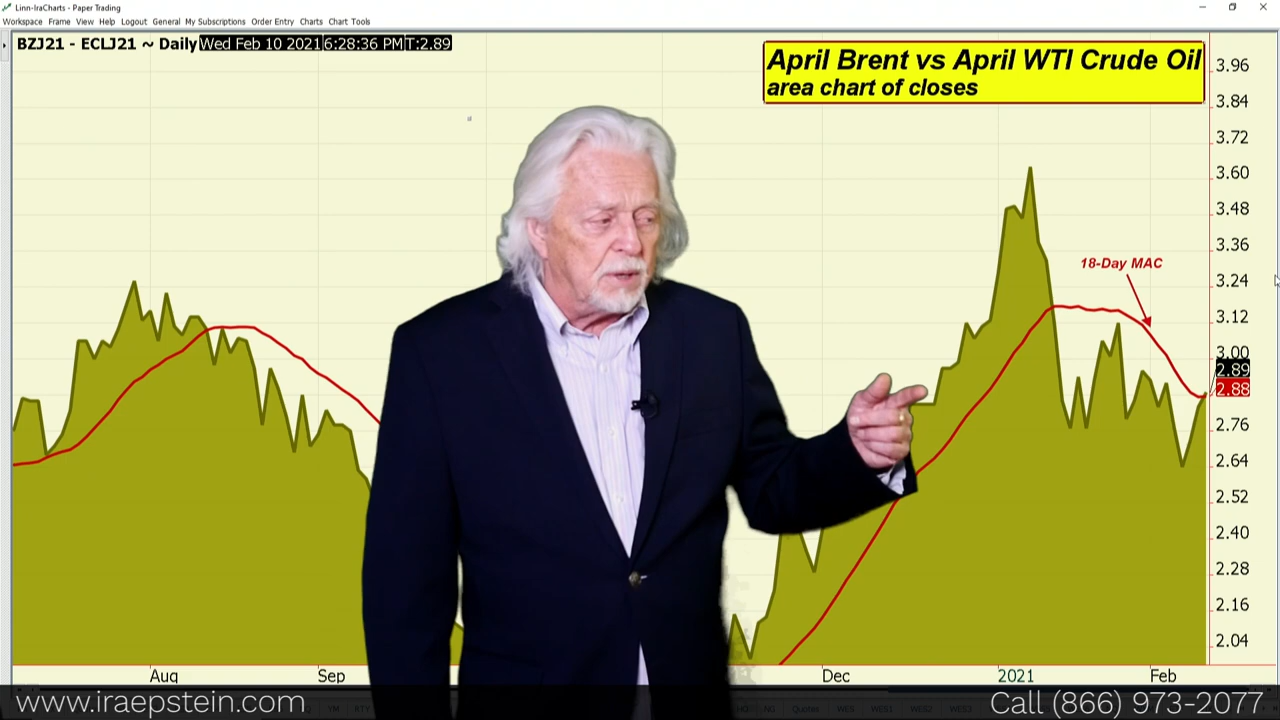 Linn-IraCharts - Paper Trading
Workspace Frame View Help Logout General My Subscriptions Order Entry Charts Chart Tools
BZJ21 - ECLJ21 ~ Daily Wed Feb 10 2021 6:28:36 PM T:2.89
April Brent vs April WTI Crude Oil
area chart of closes
3.96
3.84
3.72
3.60
3.48
3.36
18-Day MAC
3.24
3.12
3.00
2.89
2.88
2.76
2.64
2.52
2.40
2.28
2.16
2.04
Aug Sep Dec 2021 Feb
www.iraepstein.com Call (866) 973-2077